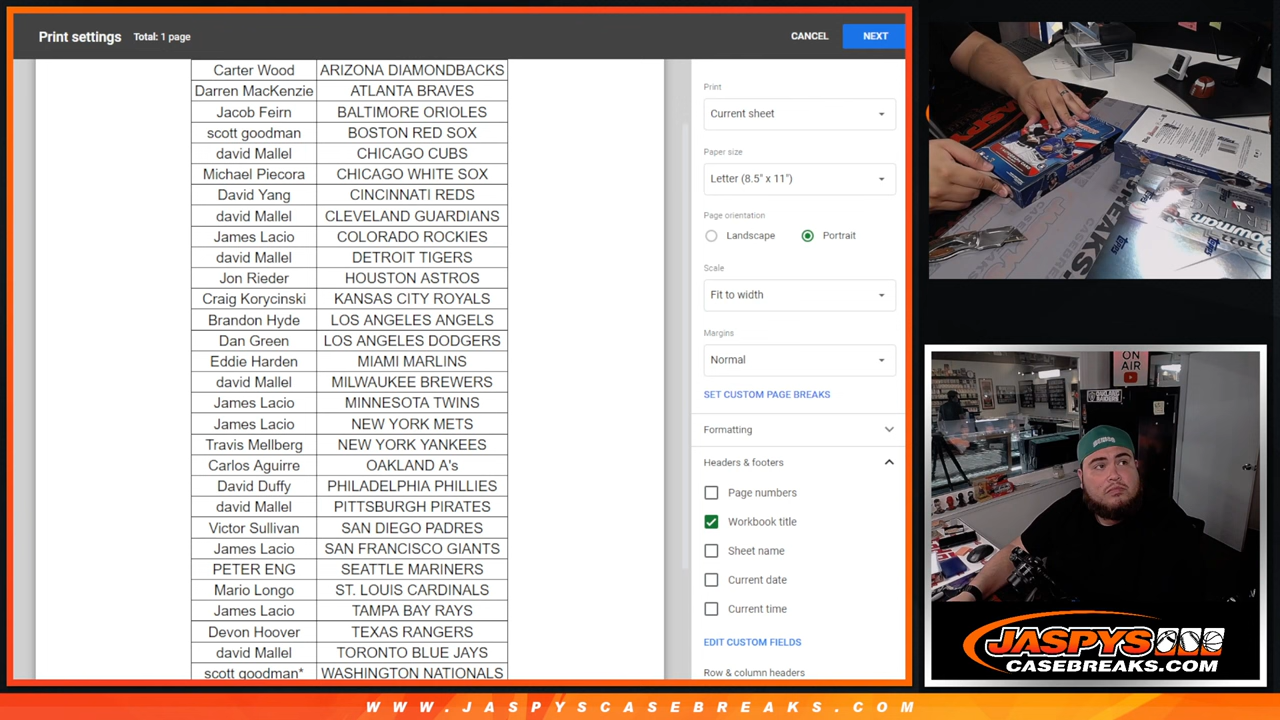 Print settings Total: 1 page CANCEL NEXT
Carter Wood ARIZONA DIAMONDBACKS
Darren MacKenzie ATLANTA BRAVES
Jacob Feirn BALTIMORE ORIOLES
scott goodman BOSTON RED SOX
david Mallel CHICAGO CUBS
Michael Piecora CHICAGO WHITE SOX
David Yang CINCINNATI REDS
david Mallel CLEVELAND GUARDIANS
James Lacio COLORADO ROCKIES
david Mallel DETROIT TIGERS
Jon Rieder HOUSTON ASTROS
Craig Korycinski KANSAS CITY ROYALS
Brandon Hyde LOS ANGELES ANGELS
Dan Green LOS ANGELES DODGERS
Eddie Harden MIAMI MARLINS
david Mallel MILWAUKEE BREWERS
James Lacio MINNESOTA TWINS
James Lacio NEW YORK METS
Travis Mellberg NEW YORK YANKEES
Carlos Aguirre OAKLAND A's
David Duffy PHILADELPHIA PHILLIES
david Mallel PITTSBURGH PIRATES
Victor Sullivan SAN DIEGO PADRES
James Lacio SAN FRANCISCO GIANTS
PETER ENG SEATTLE MARINERS
Mario Longo ST. LOUIS CARDINALS
James Lacio TAMPA BAY RAYS
Devon Hoover TEXAS RANGERS
david Mallel TORONTO BLUE JAYS
scott goodman* WASHINGTON NATIONALS
Print
Current sheet
Paper size
Letter (8.5" x 11")
Page orientation
Landscape Portrait
Scale
Fit to width
Margins
Normal
SET CUSTOM PAGE BREAKS
Formatting
Headers & footers
Page numbers
Workbook title
Sheet name
Current date
Current time
EDIT CUSTOM FIELDS
Row & column headers
BREAKS.
Bowman
2022
ON
AIR
JASPYS
CASEBREAKS.COM
WWW.JASPYSCASEBREAKS.COM